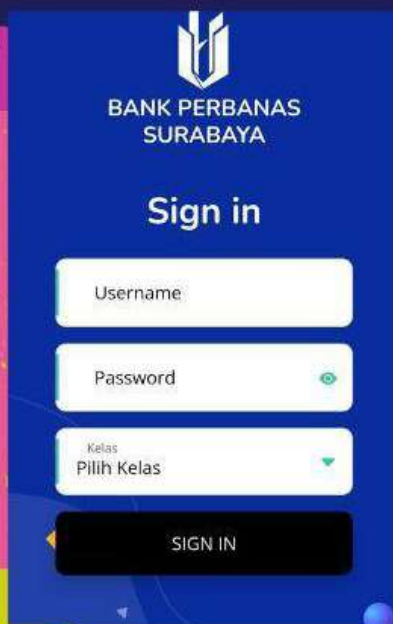 BANK PERBANAS
SURABAYA
Sign in
Username
Password
Kelas
Pilih Kelas
SIGN IN